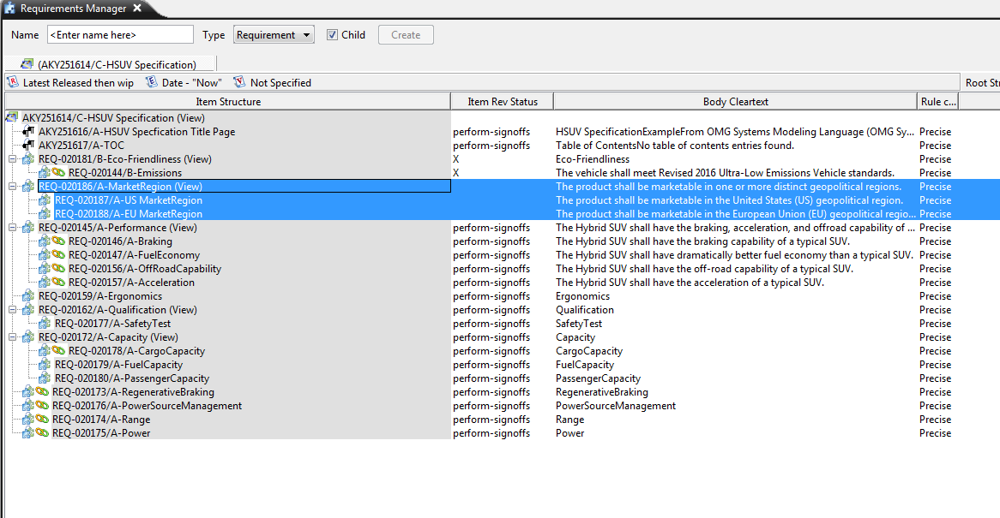 Requirements Manager
Name <Enter name here> Type Requirement Child Create
(AKY251614/C-HSUV Specification)
Latest Released then wip Date - "Now" Not Specified Root Str
Item Structure Item Rev Status Body Cleartext Rule c...
AKY251614/C-HSUV Specification (View)
AKY251616/A-HSUV Specfication Title Page perform-signoffs HSUV SpecificationExampleFrom OMG Systems Modeling Language (OMG Sy... Precise
AKY251617/A-TOC perform-signoffs Table of ContentsNo table of contents entries found. Precise
REQ-020181/B-Eco-Friendliness (View) X Eco-Friendliness Precise
REQ-020144/B-Emissions X The vehicle shall meet Revised 2016 Ultra-Low Emissions Vehicle standards. Precise
REQ-020186/A-MarketRegion (View) The product shall be marketable in one or more distinct geopolitical regions. Precise
REQ-020187/A-US MarketRegion The product shall be marketable in the United States (US) geopolitical region. Precise
REQ-020188/A-EU MarketRegion The product shall be marketable in the European Union (EU) geopolitical regio... Precise
REQ-020145/A-Performance (View) perform-signoffs The Hybrid SUV shall have the braking, acceleration, and offroad capability of ... Precise
REQ-020146/A-Braking perform-signoffs The Hybrid SUV shall have the braking capability of a typical SUV. Precise
REQ-020147/A-FuelEconomy perform-signoffs The Hybrid SUV shall have dramatically better fuel economy than a typical SUV. Precise
REQ-020156/A-OffRoadCapability perform-signoffs The Hybrid SUV shall have the off-road capability of a typical SUV. Precise
REQ-020157/A-Acceleration perform-signoffs The Hybrid SUV shall have the acceleration of a typical SUV. Precise
REQ-020159/A-Ergonomics perform-signoffs Ergonomics Precise
REQ-020162/A-Qualification (View) perform-signoffs Qualification Precise
REQ-020177/A-SafetyTest perform-signoffs SafetyTest Precise
REQ-020172/A-Capacity (View) perform-signoffs Capacity Precise
REQ-020178/A-CargoCapacity perform-signoffs CargoCapacity Precise
REQ-020179/A-FuelCapacity perform-signoffs FuelCapacity Precise
REQ-020180/A-PassengerCapacity perform-signoffs PassengerCapacity Precise
REQ-020173/A-RegenerativeBraking perform-signoffs RegenerativeBraking Precise
REQ-020176/A-PowerSourceManagement perform-signoffs PowerSourceManagement Precise
REQ-020174/A-Range perform-signoffs Range Precise
REQ-020175/A-Power perform-signoffs Power Precise